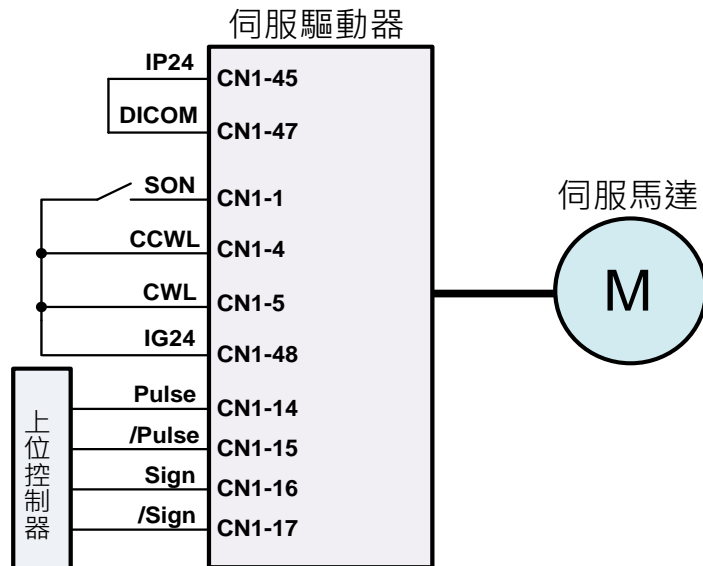 伺服驅動器
IP24 CN1-45
DICOM CN1-47
SON CN1-1
CCWL CN1-4
CWL CN1-5
IG24 CN1-48
Pulse CN1-14
/Pulse CN1-15
Sign CN1-16
/Sign CN1-17
上位控制器
伺服馬達
M